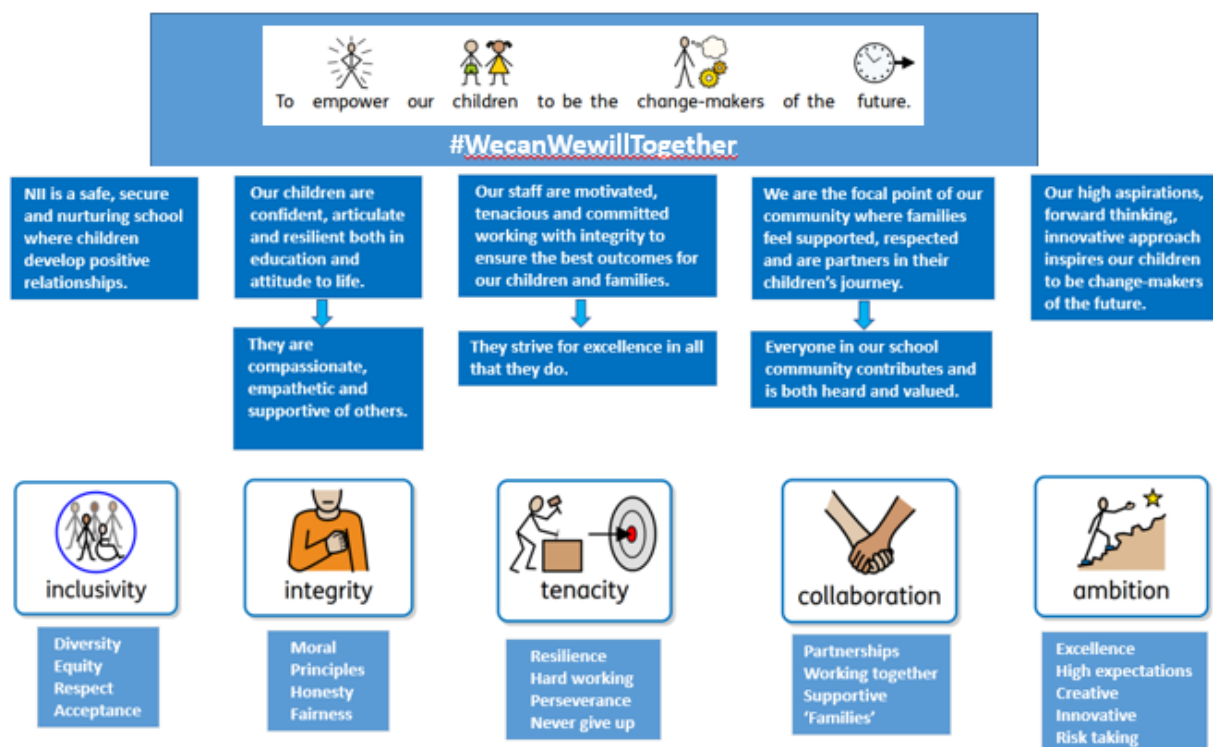 To empower our children to be the change-makers of the future.
#WecanWewillTogether
NII is a safe, secure
and nurturing school
where children
develop positive
relationships.
Our children are
confident, articulate
and resilient both in
education and
attitude to life.
They are
compassionate,
empathetic and
supportive of others.
Our staff are motivated,
tenacious and committed
working with integrity to
ensure the best outcomes for
our children and families.
They strive for excellence in all
that they do.
We are the focal point of our
community where families
feel supported, respected
and are partners in their
children's journey.
Everyone in our school
community contributes and
is both heard and valued.
Our high aspirations,
forward thinking,
innovative approach
inspires our children
to be change-makers
of the future.
inclusivity
Diversity
Equity
Respect
Acceptance
integrity
Moral
Principles
Honesty
Fairness
tenacity
Resilience
Hard working
Perseverance
Never give up
collaboration
Partnerships
Working together
Supportive
‘Families’
ambition
Excellence
High expectations
Creative
Innovative
Risk taking